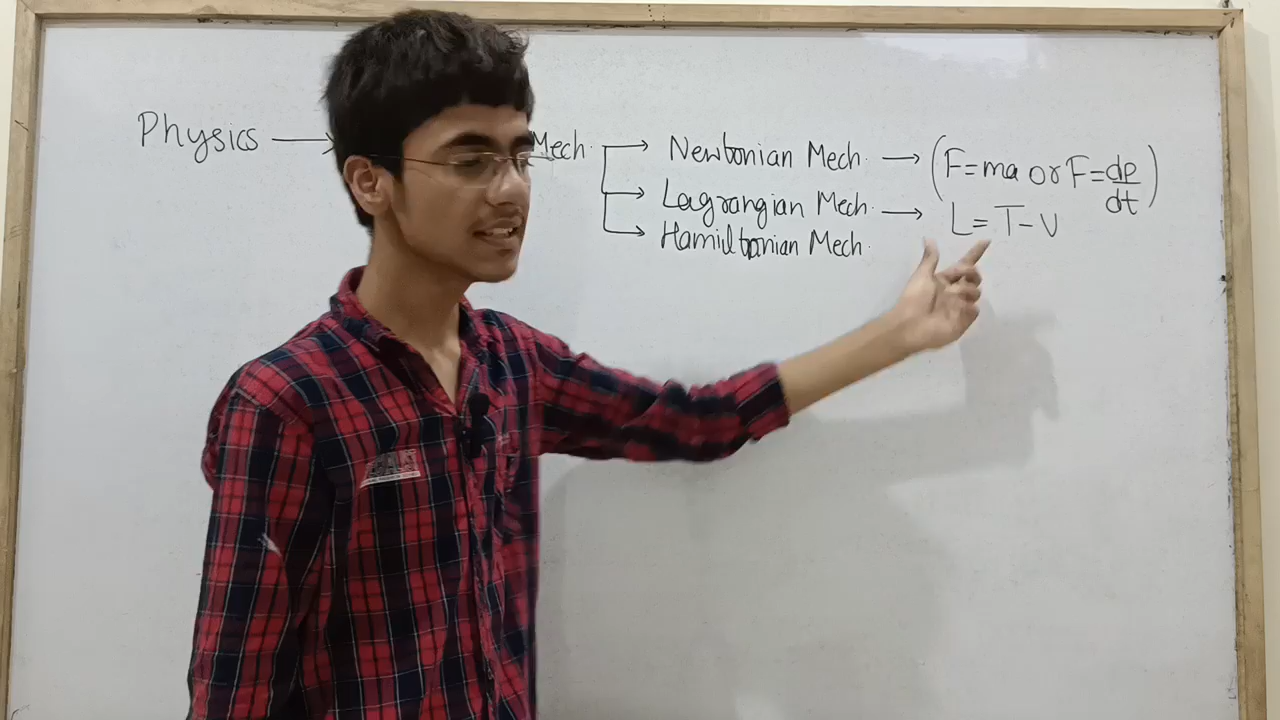 Physics → Mech. → Newtonian Mech. → (F=ma or F=dp/dt)
→ Lagrangian Mech. → L= T-V
→ Hamiltonian Mech.